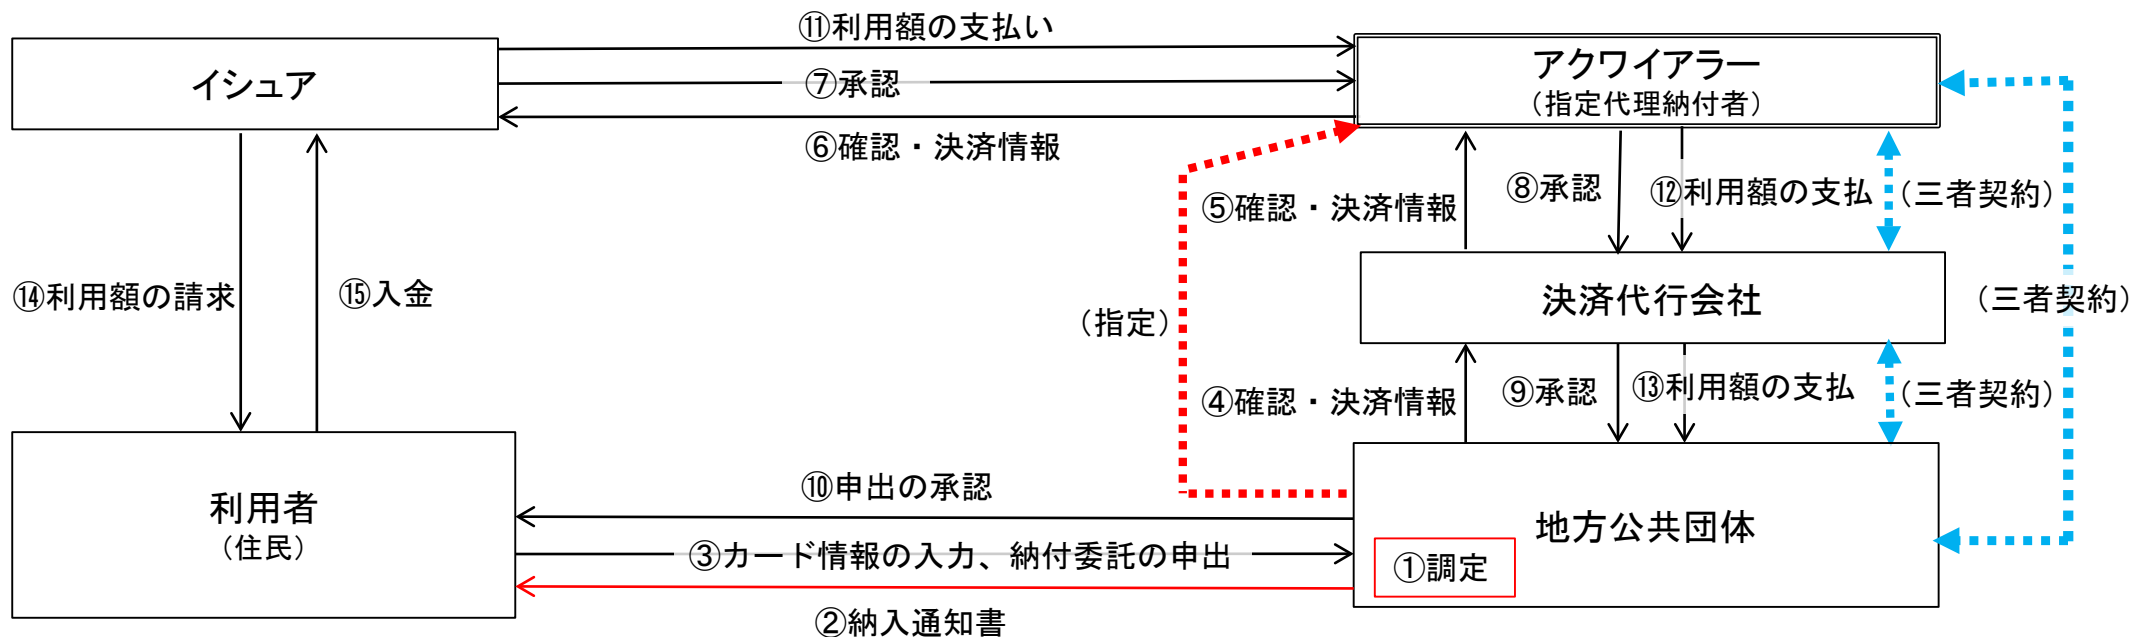 ⑪利用額の支払い
イシュア
⑦承認
アクワイアラー
（指定代理納付者）
⑥確認・決済情報
⑤確認・決済情報
⑧承認
⑫利用額の支払
（三者契約）
⑭利用額の請求
⑮入金
（指定）
決済代行会社
（三者契約）
④確認・決済情報
⑨承認
⑬利用額の支払
（三者契約）
利用者
（住民）
⑩申出の承認
③カード情報の入力、納付委託の申出
②納入通知書
地方公共団体
①調定